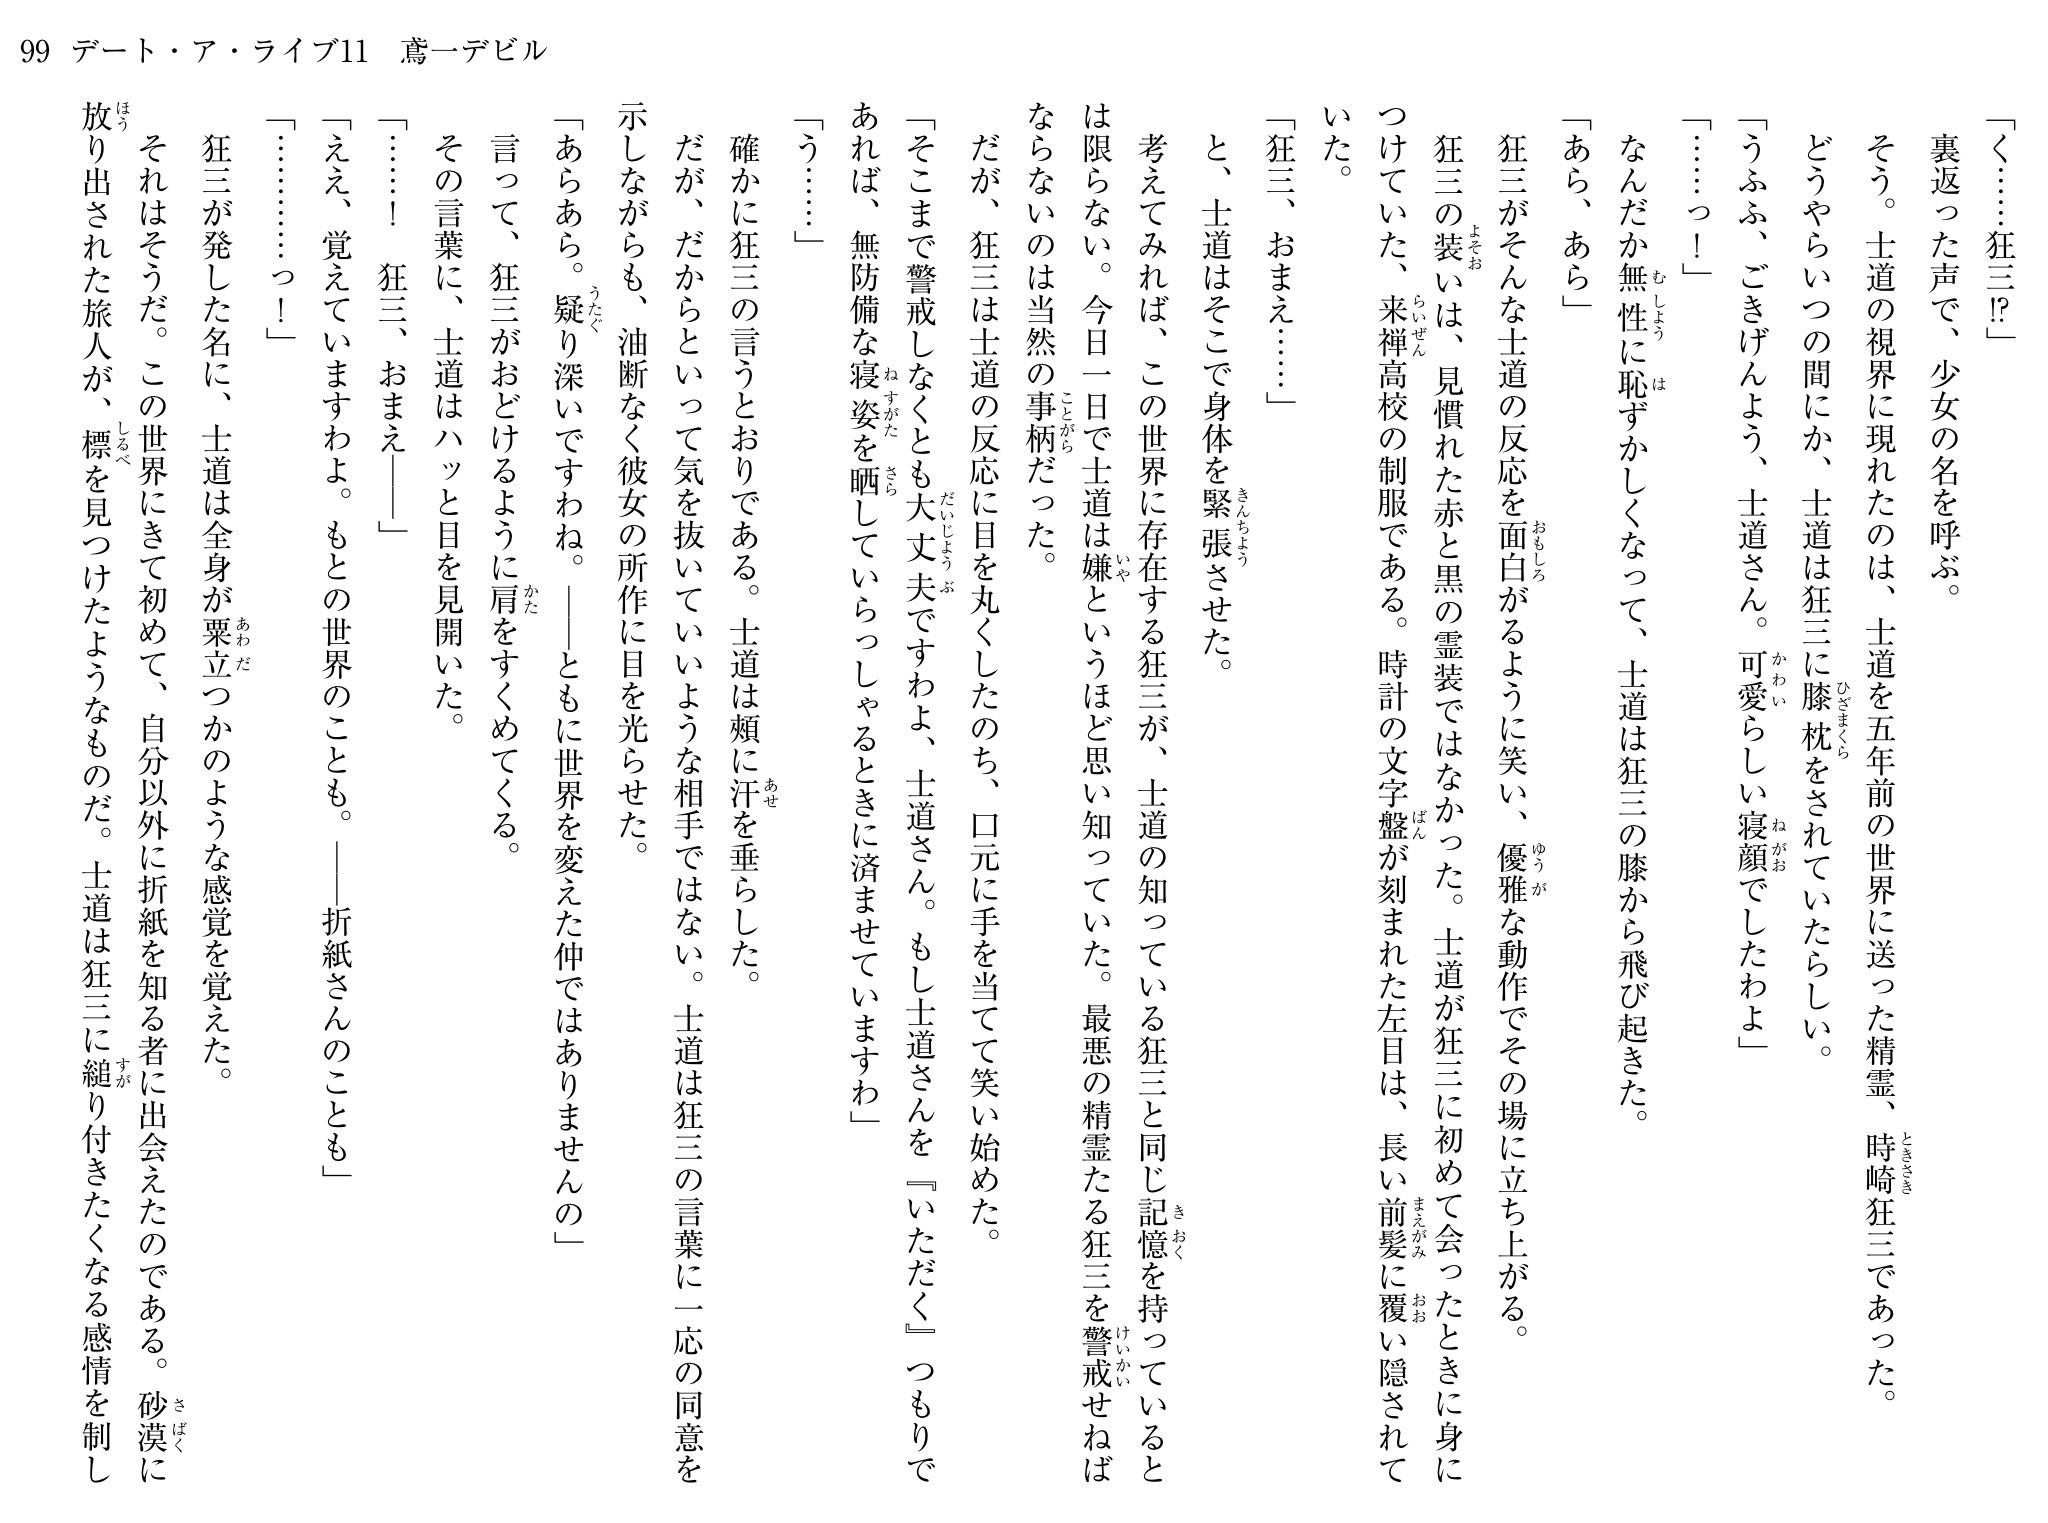 99 デート・ア・ライブ11 鳶一デビル
「く……狂三!?」
裏返った声で、少女の名を呼ぶ。
そう。士道の視界に現れたのは、士道を五年前の世界に送った精霊、時崎狂三であった。
どうやらいつの間にか、士道は狂三に膝枕をされていたらしい。
「うふふ、ごきげんよう、士道さん。可愛らしい寝顔でしたわよ」
「……っ！」
なんだか無性に恥ずかしくなって、士道は狂三の膝から飛び起きた。
「あら、あら」
狂三がそんな士道の反応を面白がるように笑い、優雅な動作でその場に立ち上がる。
狂三の装いは、見慣れた赤と黒の霊装ではなかった。士道が狂三に初めて会ったときに身に
つけていた、来禅高校の制服である。時計の文字盤が刻まれた左目は、長い前髪に覆い隠されて
いた。
「狂三、おまえ……」
と、士道はそこで身体を緊張させた。
考えてみれば、この世界に存在する狂三が、士道の知っている狂三と同じ記憶を持っていると
は限らない。今日一日で士道は嫌というほど思い知っていた。最悪の精霊たる狂三を警戒せねば
ならないのは当然の事柄だった。
だが、狂三は士道の反応に目を丸くしたのち、口元に手を当てて笑い始めた。
「そこまで警戒しなくとも大丈夫ですわよ、士道さん。もし士道さんを『いただく』つもりで
あれば、無防備な寝姿を晒していらっしゃるときに済ませていますわ」
「う……」
確かに狂三の言うとおりである。士道は頰に汗を垂らした。
だが、だからといって気を抜いていいような相手ではない。士道は狂三の言葉に一応の同意を
示しながらも、油断なく彼女の所作に目を光らせた。
「あらあら。疑り深いですわね。――ともに世界を変えた仲ではありませんの」
言って、狂三がおどけるように肩をすくめてくる。
その言葉に、士道はハッと目を見開いた。
「……！　狂三、おまえ――」
「ええ、覚えていますわよ。もとの世界のことも。――折紙さんのことも」
「…………っ！」
狂三が発した名に、士道は全身が粟立つかのような感覚を覚えた。
それはそうだ。この世界にきて初めて、自分以外に折紙を知る者に出会えたのである。砂漠に
放り出された旅人が、標を見つけたようなものだ。士道は狂三に縋り付きたくなる感情を制し